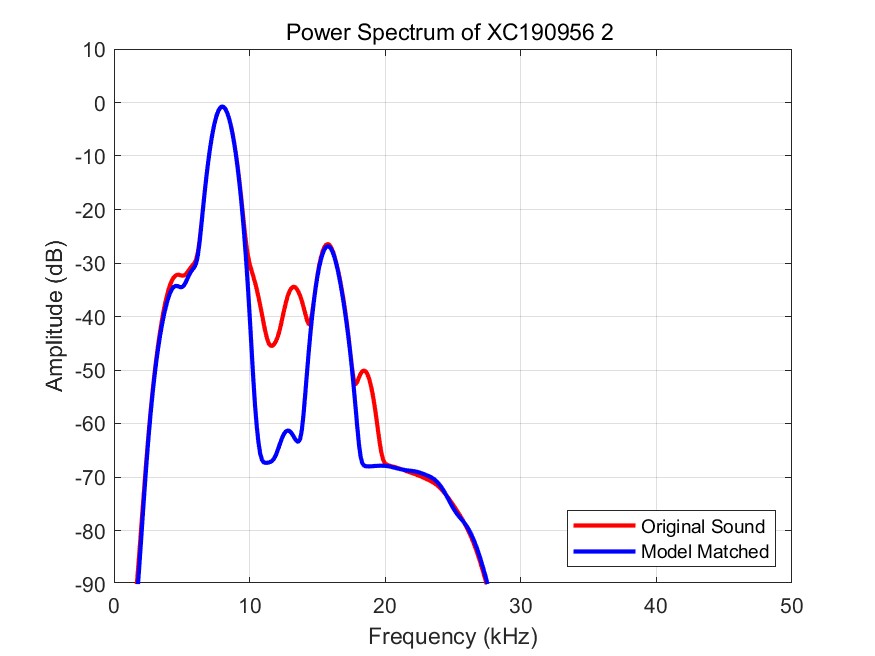 Power Spectrum of XC190956 2
10
0
-10
-20
-30
-40
-50
-60
-70
-80
-90
Amplitude (dB)
Original Sound
Model Matched
0 10 20 30 40 50
Frequency (kHz)